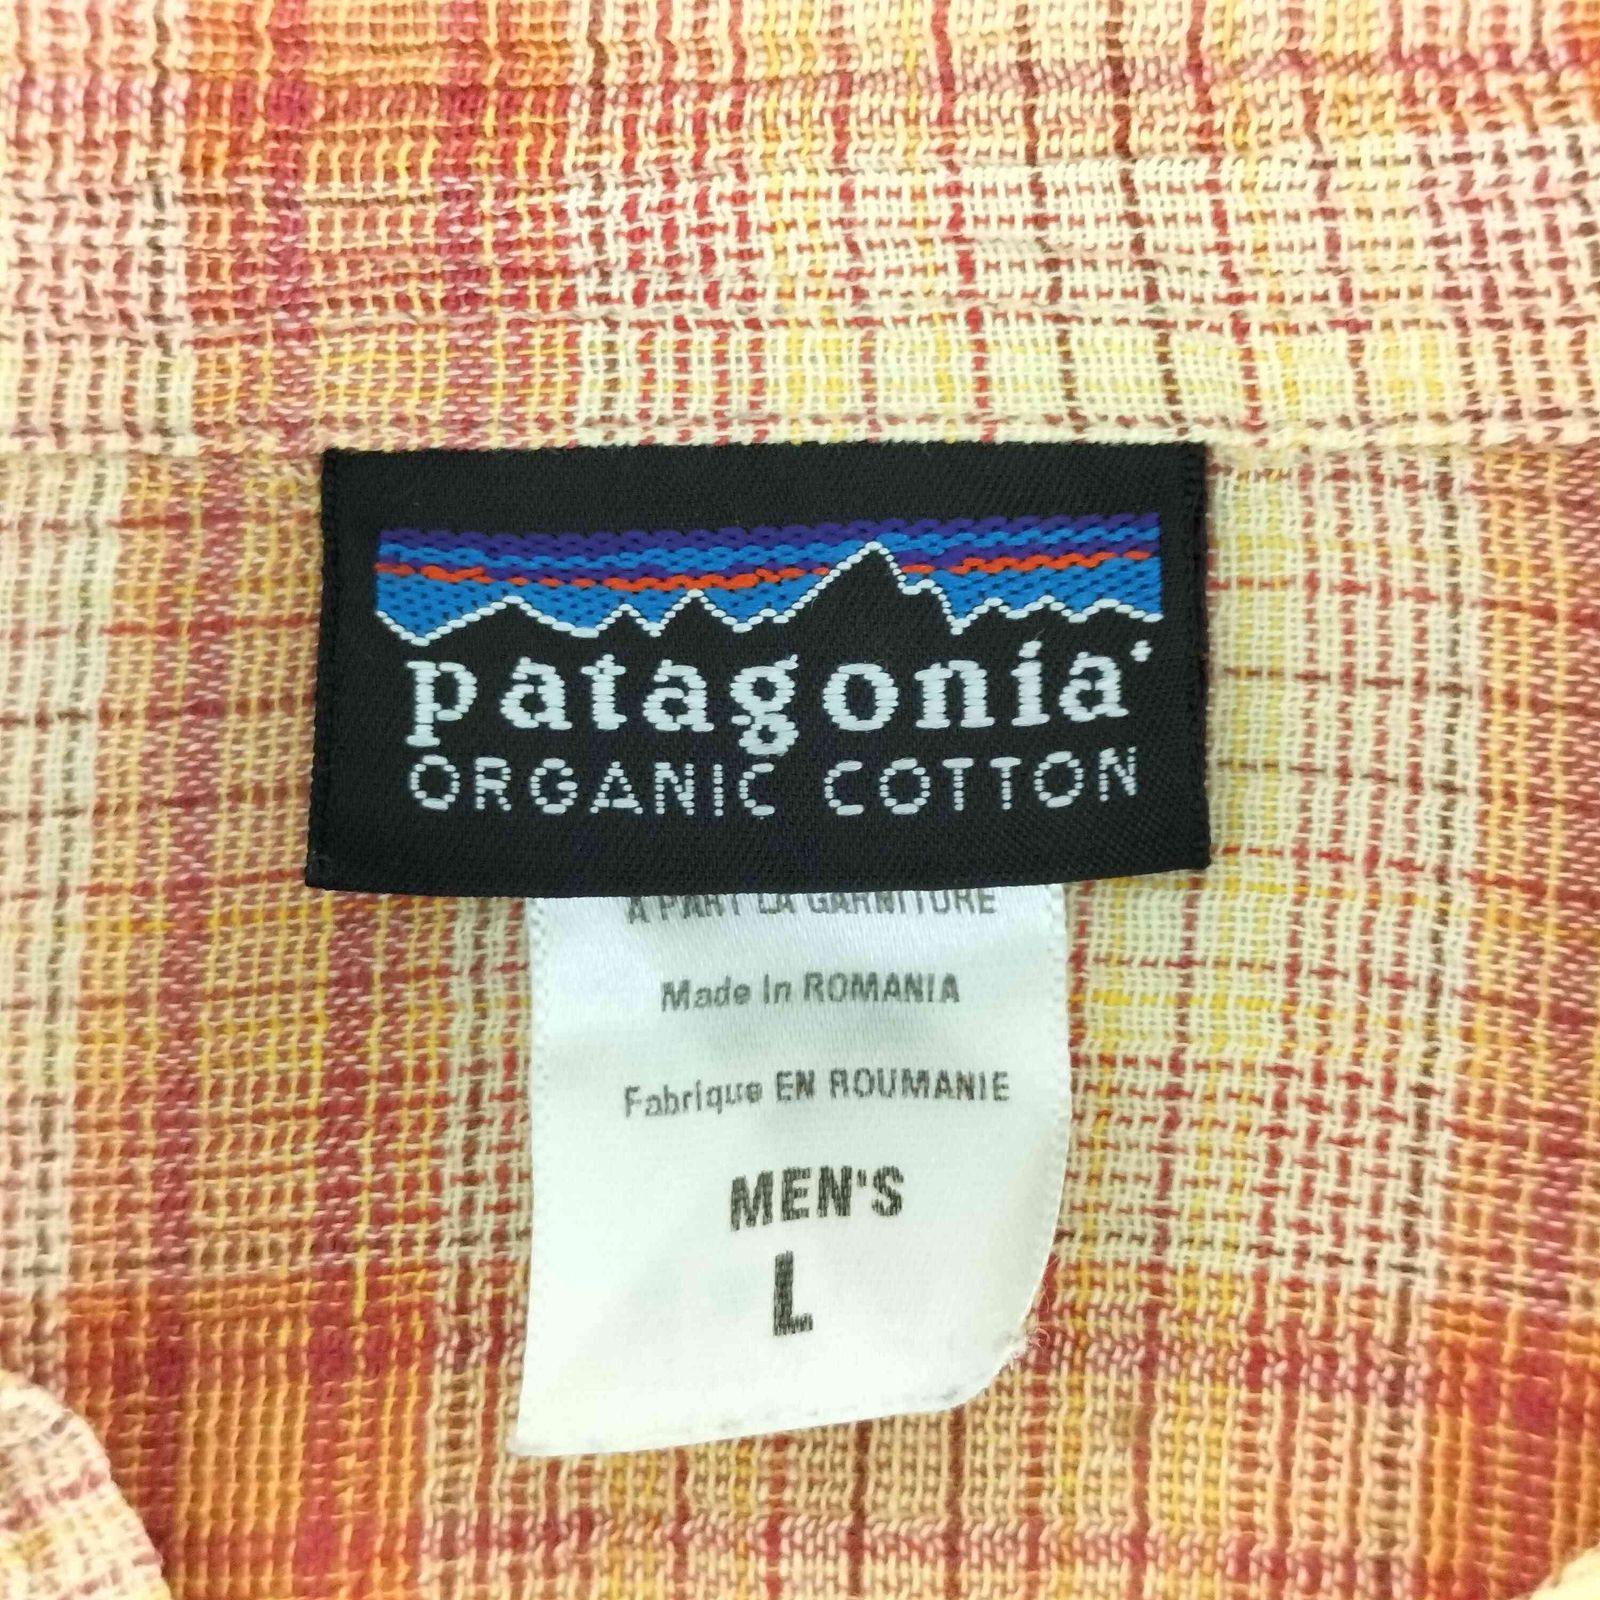 patagonia
ORGANIC COTTON
A PART LA GARNITURE
Made In ROMANIA
Fabrique EN ROUMANIE
MEN'S
L